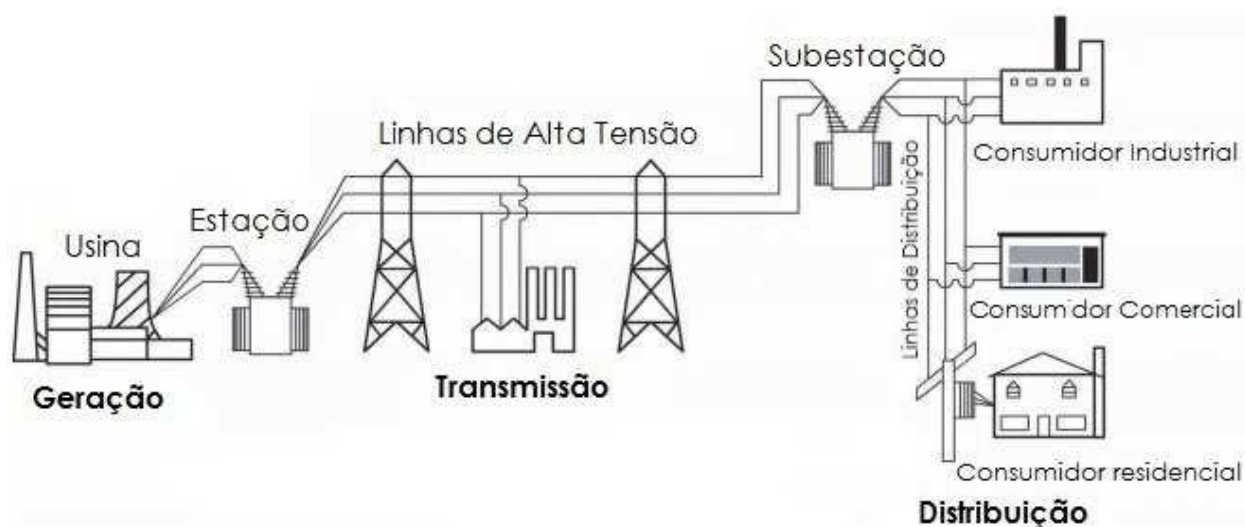 Usina
Geração
Estação
Linhas de Alta Tensão
Transmissão
Subestação
Linhas de Distribuição
Consumidor Industrial
Consumidor Comercial
Consumidor residencial
Distribuição